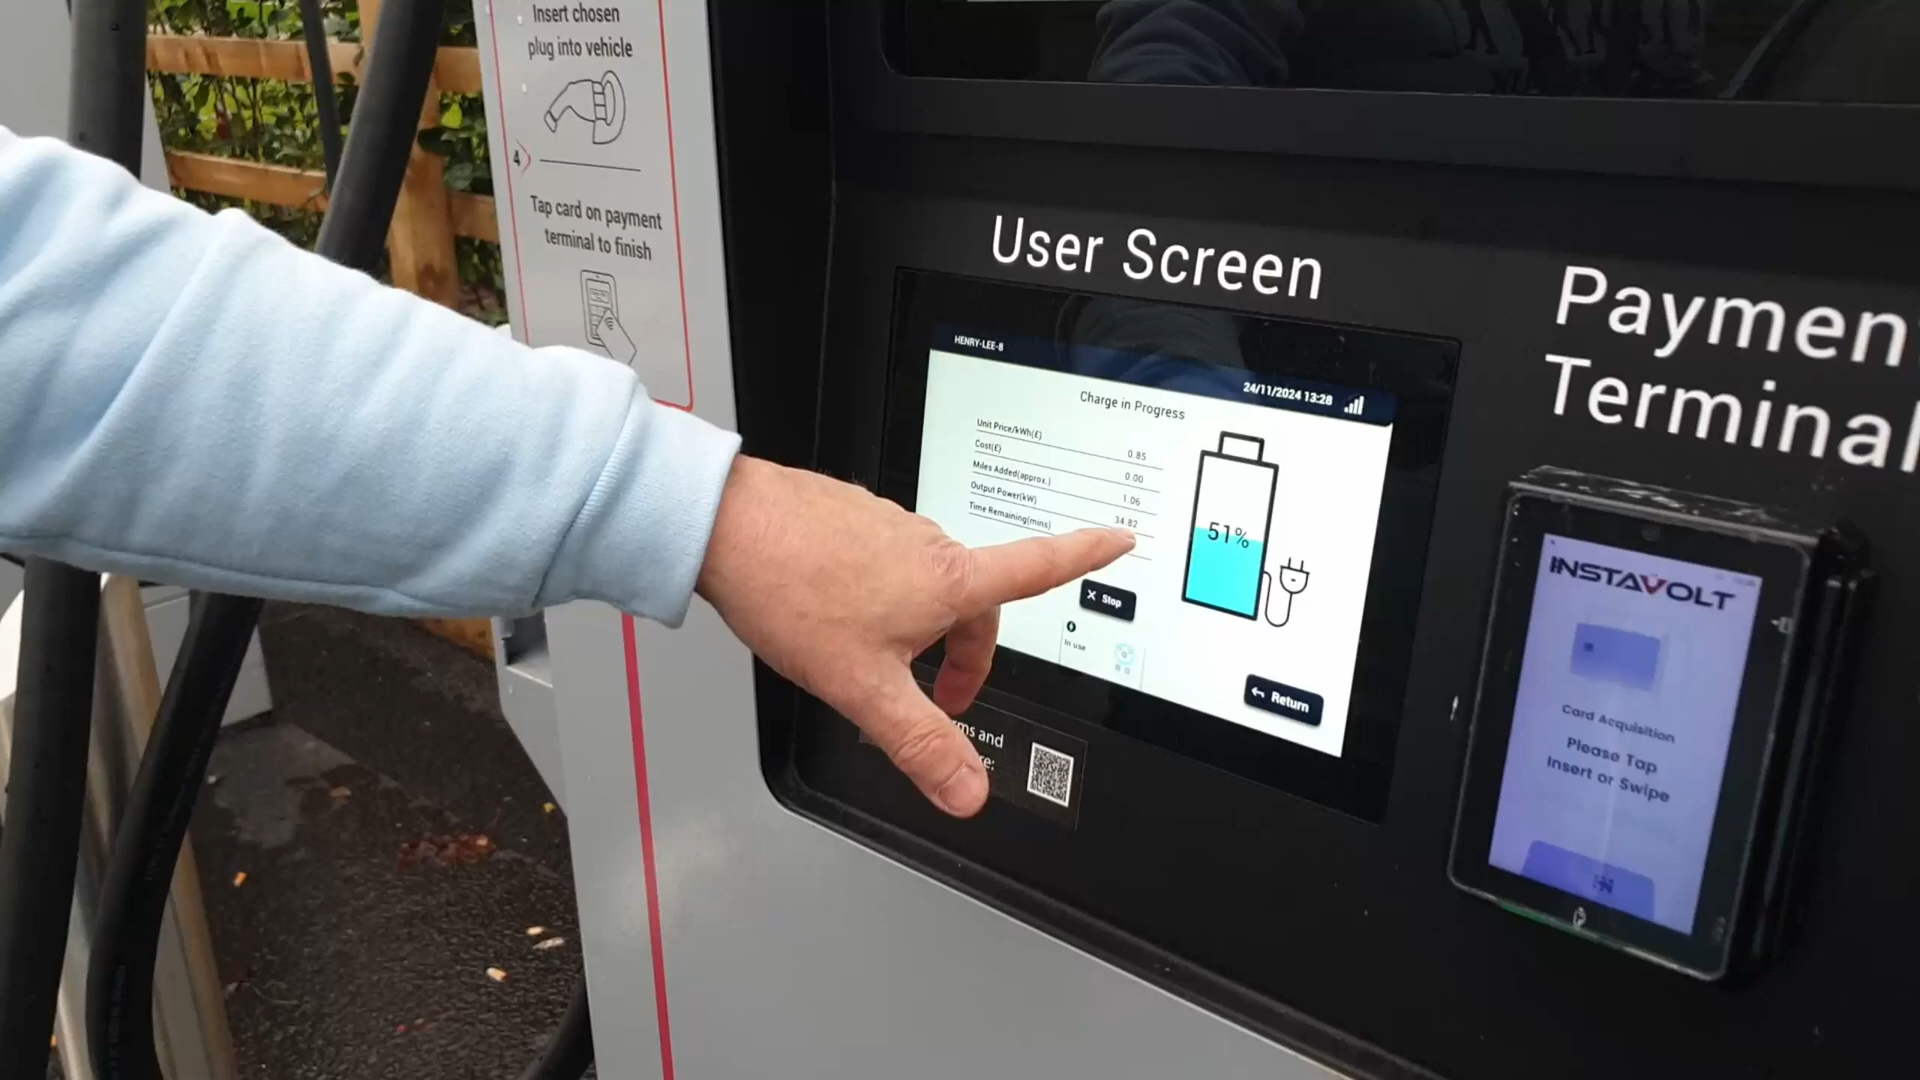 Insert chosen
plug into vehicle
4
Tap card on payment
terminal to finish
User Screen
HENRY-LEE-8
24/11/2024 13:28
Charge in Progress
Unit Price/kWh(£) 0.85
Cost(£) 0.00
Miles Added(approx.) 1.06
Output Power(kW) 34.82
Time Remaining(mins)
51%
Stop
In use
Return
and
Paymen
Terminal
INSTAVOLT
Card Acquisition
Please Tap
Insert or Swipe